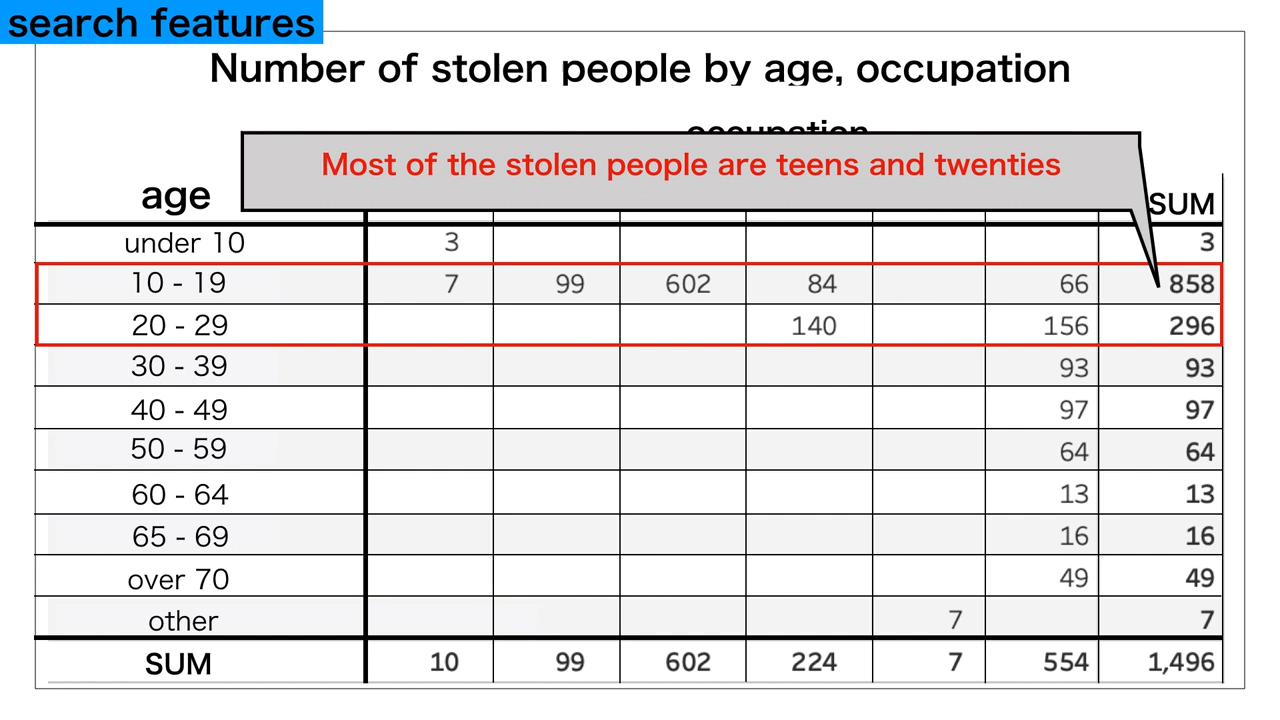 search features
Number of stolen people by age, occupation
occupation
Most of the stolen people are teens and twenties
age SUM
under 10 3 3
10 - 19 7 99 602 84 66 858
20 - 29 140 156 296
30 - 39 93 93
40 - 49 97 97
50 - 59 64 64
60 - 64 13 13
65 - 69 16 16
over 70 49 49
other 7 7
SUM 10 99 602 224 7 554 1,496